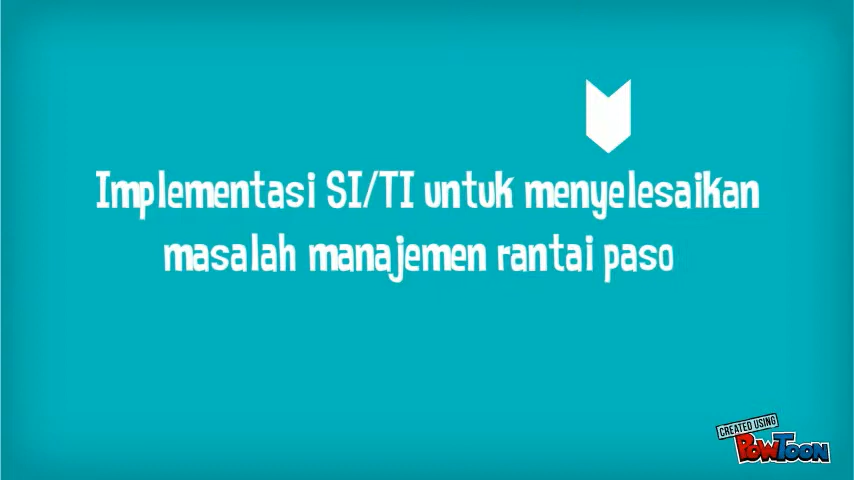 Implementasi SI/TI untuk menyelesaikan
masalah manajemen rantai paso
CREATED USING
POWTOON